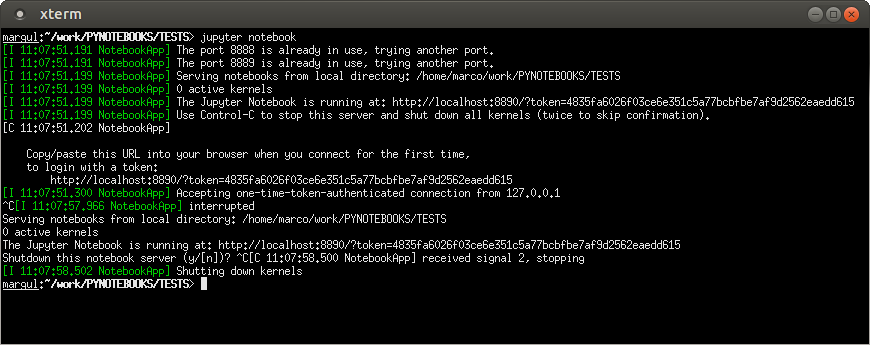 xterm
margul:~/work/PYNOTEBOOKS/TESTS> jupyter notebook
[I 11:07:51.191 NotebookApp] The port 8888 is already in use, trying another port.
[I 11:07:51.191 NotebookApp] The port 8889 is already in use, trying another port.
[I 11:07:51.199 NotebookApp] Serving notebooks from local directory: /home/marco/work/PYNOTEBOOKS/TESTS
[I 11:07:51.199 NotebookApp] 0 active kernels
[I 11:07:51.199 NotebookApp] The Jupyter Notebook is running at: http://localhost:8890/?token=4835fa6026f03ce6e351c5a77bcbfbe7af9d2562eaedd615
[I 11:07:51.199 NotebookApp] Use Control-C to stop this server and shut down all kernels (twice to skip confirmation).
[C 11:07:51.202 NotebookApp]
Copy/paste this URL into your browser when you connect for the first time,
to login with a token:
http://localhost:8890/?token=4835fa6026f03ce6e351c5a77bcbfbe7af9d2562eaedd615
[I 11:07:51.300 NotebookApp] Accepting one-time-token-authenticated connection from 127.0.0.1
^C[I 11:07:57.966 NotebookApp] interrupted
Serving notebooks from local directory: /home/marco/work/PYNOTEBOOKS/TESTS
0 active kernels
The Jupyter Notebook is running at: http://localhost:8890/?token=4835fa6026f03ce6e351c5a77bcbfbe7af9d2562eaedd615
Shutdown this notebook server (y/[n])? ^C[C 11:07:58.500 NotebookApp] received signal 2, stopping
[I 11:07:58.502 NotebookApp] Shutting down kernels
margul:~/work/PYNOTEBOOKS/TESTS>